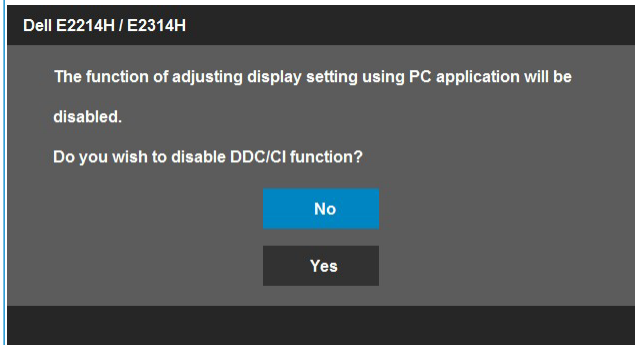 Dell E2214H / E2314H
The function of adjusting display setting using PC application will be
disabled.
Do you wish to disable DDC/CI function?
No
Yes